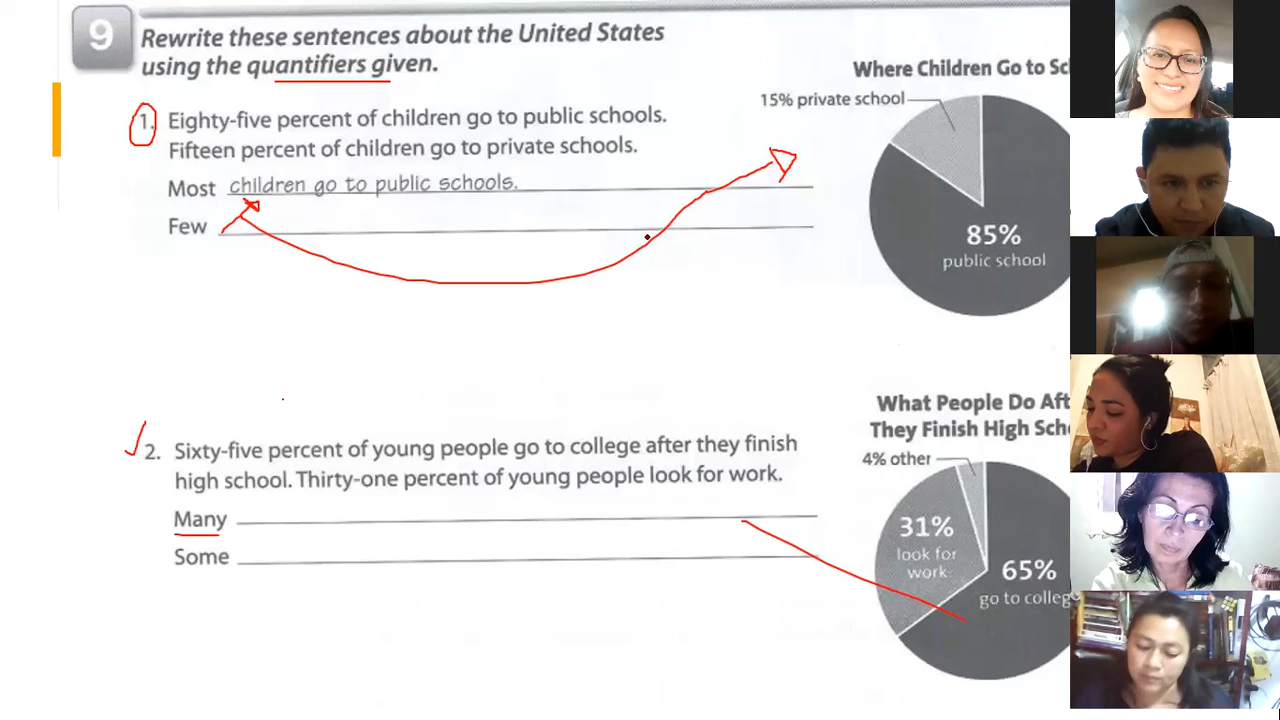 9
Rewrite these sentences about the United States
using the quantifiers given.
1. Eighty-five percent of children go to public schools.
Fifteen percent of children go to private schools.
Most children go to public schools.
Few
Where Children Go to Sc
15% private school
85%
public school
2. Sixty-five percent of young people go to college after they finish
high school. Thirty-one percent of young people look for work.
Many
Some
What People Do Aft
They Finish High Sch
4% other
31%
look for
work
65%
go to colleg